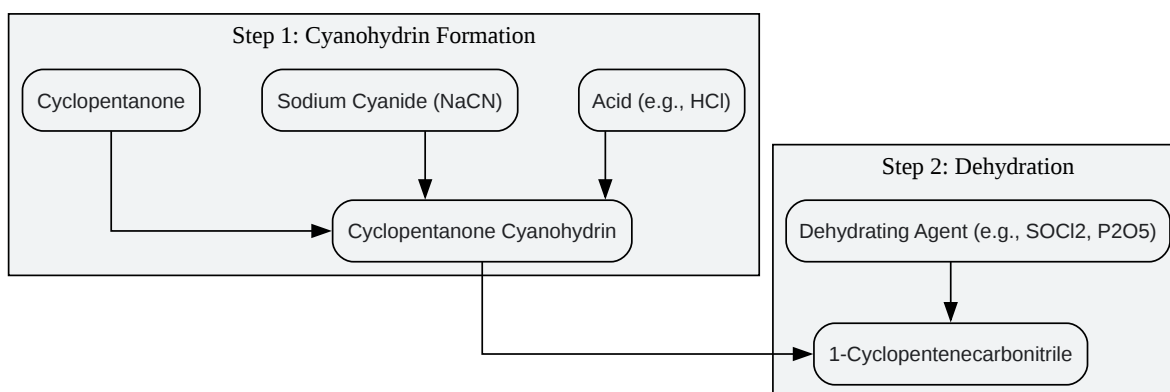 Step 1: Cyanohydrin Formation
Cyclopentanone
Sodium Cyanide (NaCN)
Acid (e.g., HCl)
Cyclopentanone Cyanohydrin
Step 2: Dehydration
Dehydrating Agent (e.g., SOCl2, P2O5)
1-Cyclopentenecarbonitrile